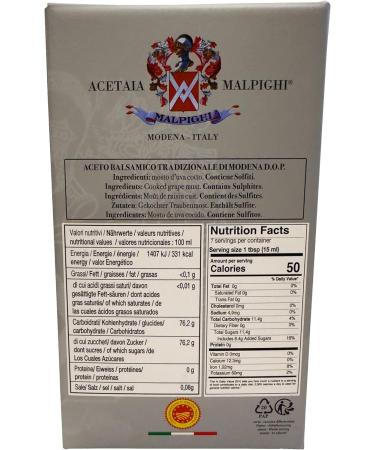 ACETAIA MALPIGHI®
MALPIGHI
MODENA - ITALY
ACETO BALSAMICO TRADIZIONALE DI MODENA D.O.P.
Ingredienti: mosto d'uva cotto. Contiene Solfiti.
Ingredients: Cooked grape must. Contains Sulphites.
Ingrédients: Moût de raisin cuit. Contient des Sulfites.
Zutaten: Gekochter Traubenmost. Enthält Sulfite.
Ingredientes: Mosto de uva cocido. Contiene Sulfitos.
Valori nutritivi / Nährwerte / valeurs nutritives /
nutritional values / valores nutricionales : 100 ml
Energia / Energie / énergie /
energy / valor Energético
1407 kJ / 331 kcal
Grassi / Fett / graisses / fat / grasas
<0,1 g
di cui acidi grassi saturi/ davon
gesättigte Fett-säuren / dont acides
gras saturés/ of which saturates / de
las cuales ácidos grasos saturados
<0,01 g
Carboidrati/ Kohlenhydrate / glucides/
carbohydrate / Carbohidratos
76,2 g
di cui zuccheri/ davon Zucker /
dont sucres / of which sugars /de
Los Cuales Azúcares
76,2 g
Proteine/ Eiweiss / protéines/
protein / proteínas
0 g
Sale/ Salz / sel / salt / sal
0,06g
Nutrition Facts
7 servings per container
Serving size 1 tbsp (15 ml)
Amount per serving
Calories 50
% Daily Value*
Total Fat 0g 0%
Saturated Fat 0g 0%
Trans Fat 0g
Cholesterol 0mg 0%
Sodium 4,0mg 0%
Total Carbohydrate 11.4g 4%
Dietary Fiber 0g 0%
Total Sugars 11.4g
Includes 9.4g Added Sugars 19%
Protein 0g
Vitamin D 0mcg 0%
Calcium 12.3mg 0%
Iron 1,02mg 8%
Potassium 60mg 2%
PAP